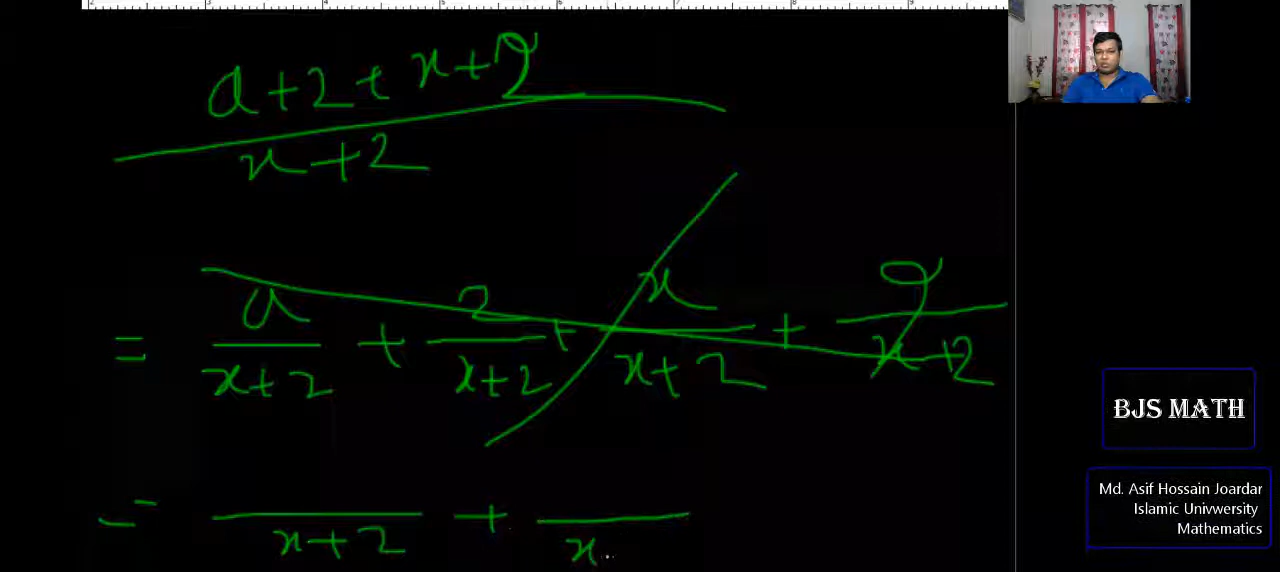 a+2+x+9
x+2
= a/x+2 + 2/x+2 + x/x+2 + 9/x+2
= /x+2 + /x
BJS MATH
Md. Asif Hossain Joardar
Islamic Univwersity
Mathematics